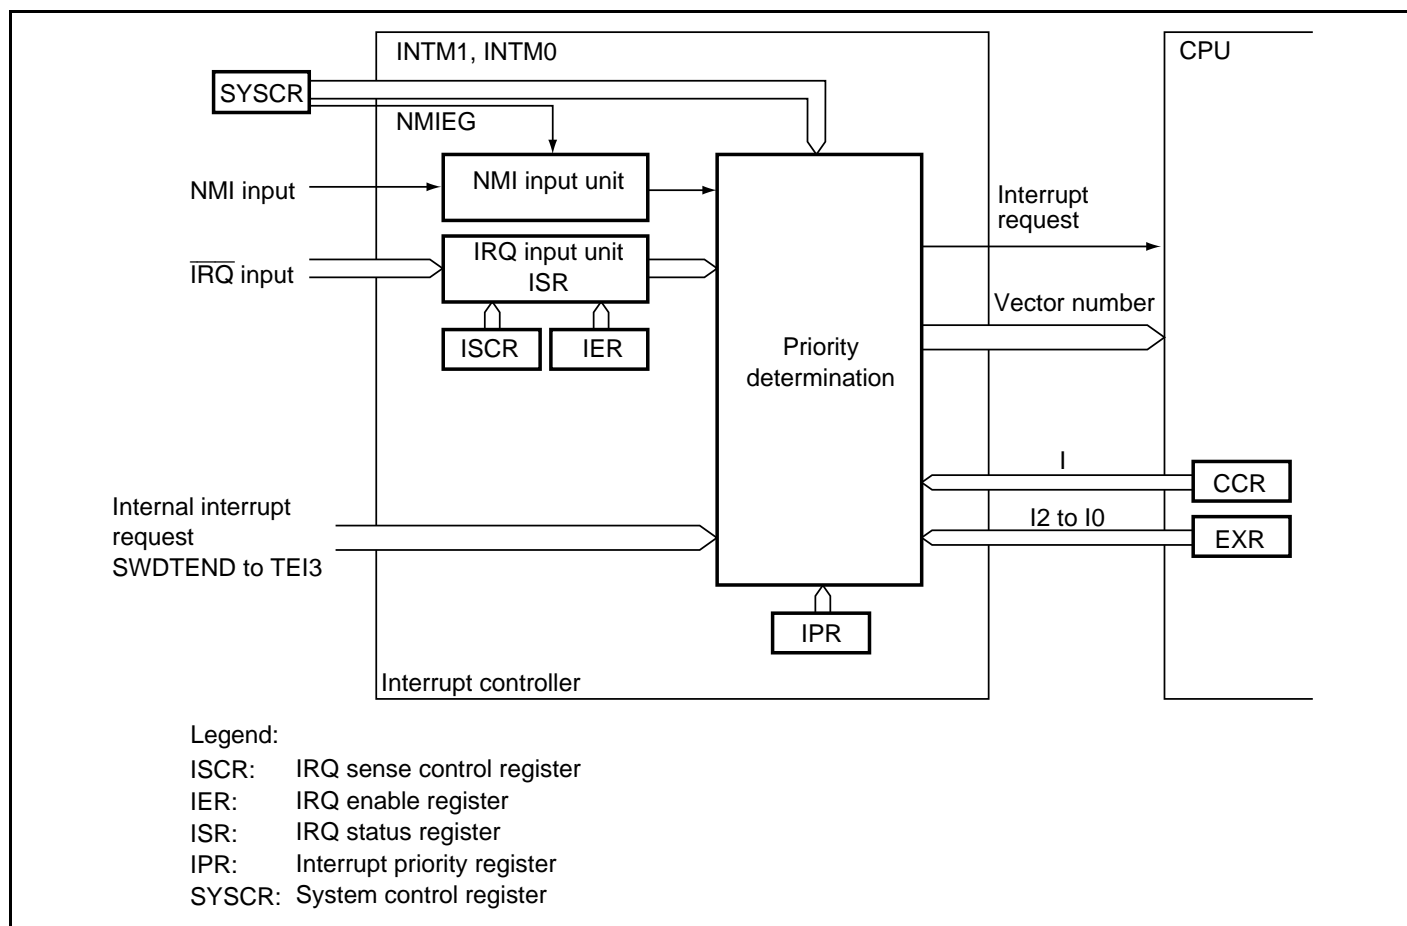 INTM1, INTM0
CPU
SYSCR
NMIEG
NMI input
NMI input unit
Interrupt
request
I̅R̅Q̅ input
IRQ input unit
ISR
Vector number
ISCR
IER
Priority
determination
I
CCR
Internal interrupt
request
SWDTEND to TEI3
I2 to I0
EXR
IPR
Interrupt controller
Legend:
ISCR: IRQ sense control register
IER: IRQ enable register
ISR: IRQ status register
IPR: Interrupt priority register
SYSCR: System control register